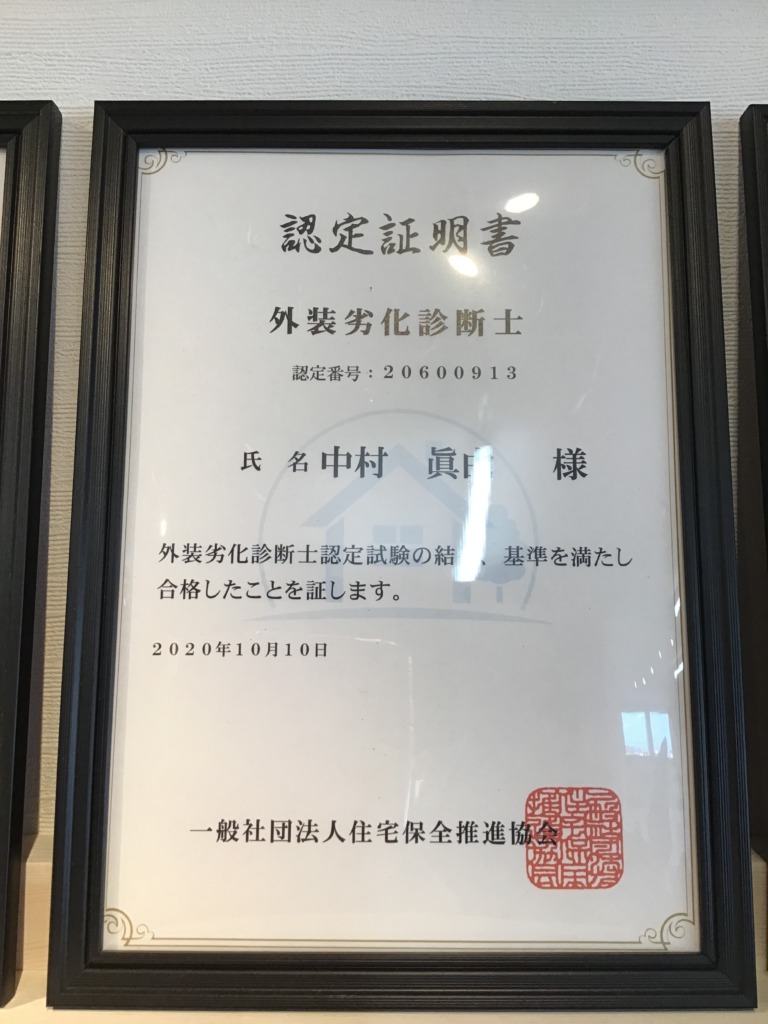 認定証明書
外装劣化診断士
認定番号：２０６００９１３
氏 名 中村 眞 様
外装劣化診断士認定試験の結、基準を満たし
合格したことを証します。
２０２０年１０月１０日
一般社団法人住宅保全推進協会